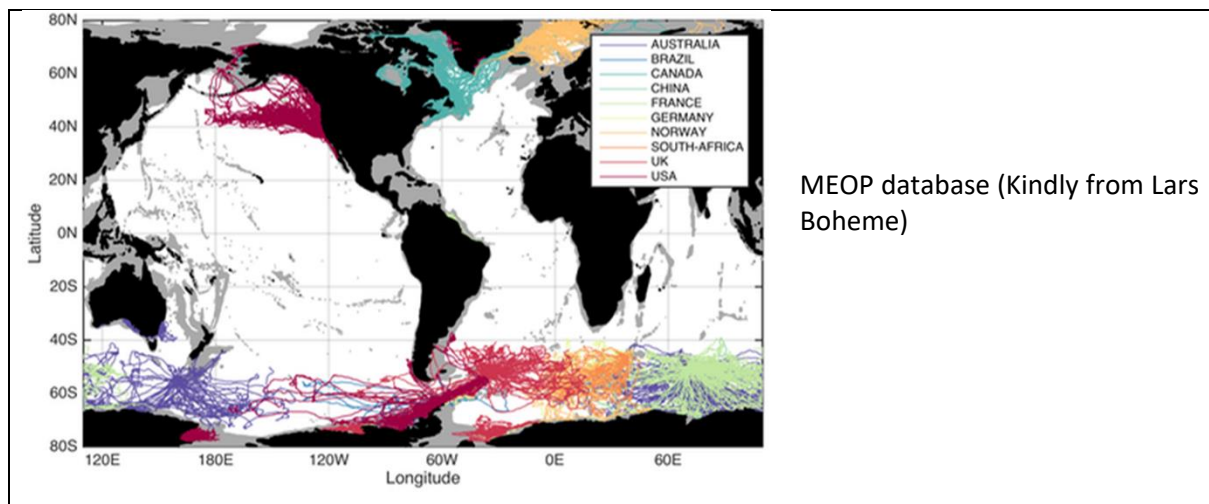 80N
60N
40N
20N
0N
20S
40S
60S
80S
Latitude
120E
180E
120W
60W
0E
60E
Longitude
AUSTRALIA
BRAZIL
CANADA
CHINA
FRANCE
GERMANY
NORWAY
SOUTH-AFRICA
UK
USA
MEOP database (Kindly from Lars
Boheme)